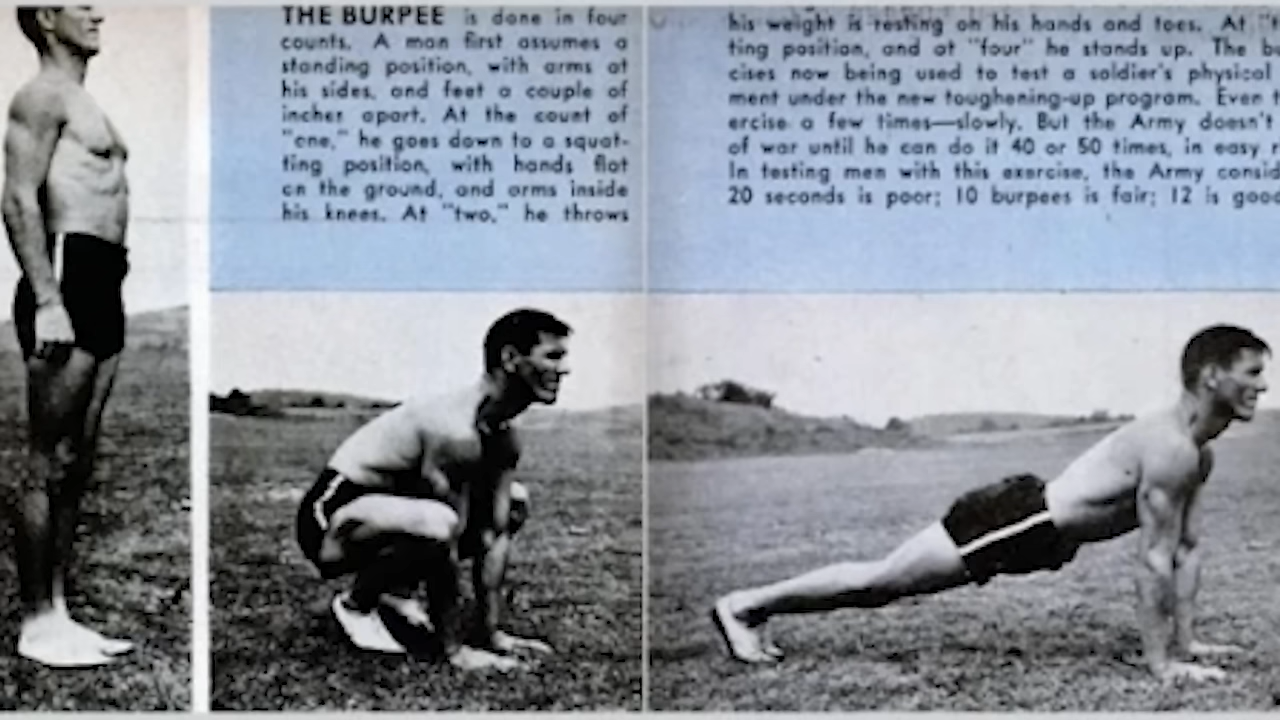 THE BURPEE is done in four
counts. A man first assumes a
standing position, with arms at
his sides, and feet a couple of
inches apart. At the count of
"one," he goes down to a squat-
ting position, with hands flat
on the ground, and arms inside
his knees. At "two," he throws
his weight is resting on his hands and toes. At "t
ting position, and at "four" he stands up. The bu
cises now being used to test a soldier's physical
ment under the new toughening-up program. Even t
ercise a few times—slowly. But the Army doesn't
of war until he can do it 40 or 50 times, in easy r
In testing men with this exercise, the Army consid
20 seconds is poor; 10 burpees is fair; 12 is good